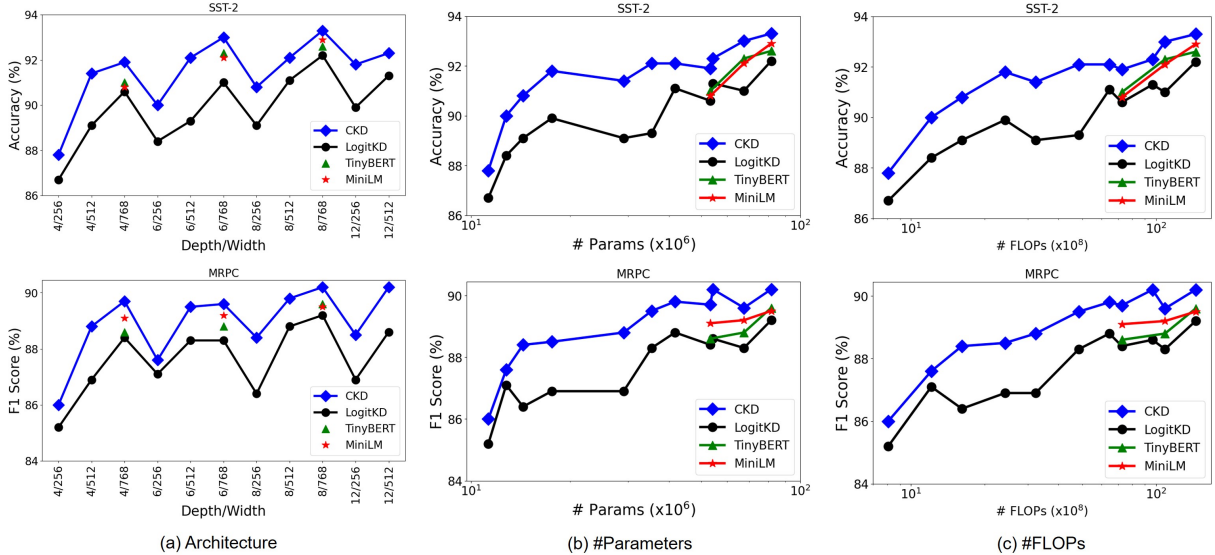 SST-2
94
92
90
88
86
Accuracy (%)
CKD
LogitKD
TinyBERT
MiniLM
4/256
4/512
4/768
6/256
6/512
6/768
8/256
8/512
8/768
12/256
12/512
Depth/Width
SST-2
94
92
90
88
86
Accuracy (%)
CKD
LogitKD
TinyBERT
MiniLM
10¹
10²
# Params (x10⁶)
SST-2
94
92
90
88
86
Accuracy (%)
CKD
LogitKD
TinyBERT
MiniLM
10¹
10²
# FLOPs (x10⁸)
MRPC
90
88
86
84
F1 Score (%)
CKD
LogitKD
TinyBERT
MiniLM
4/256
4/512
4/768
6/256
6/512
6/768
8/256
8/512
8/768
12/256
12/512
Depth/Width
MRPC
90
88
86
84
F1 Score (%)
CKD
LogitKD
TinyBERT
MiniLM
10¹
10²
# Params (x10⁶)
MRPC
90
88
86
84
F1 Score (%)
CKD
LogitKD
TinyBERT
MiniLM
10¹
10²
# FLOPs (x10⁸)
(a) Architecture
(b) #Parameters
(c) #FLOPs